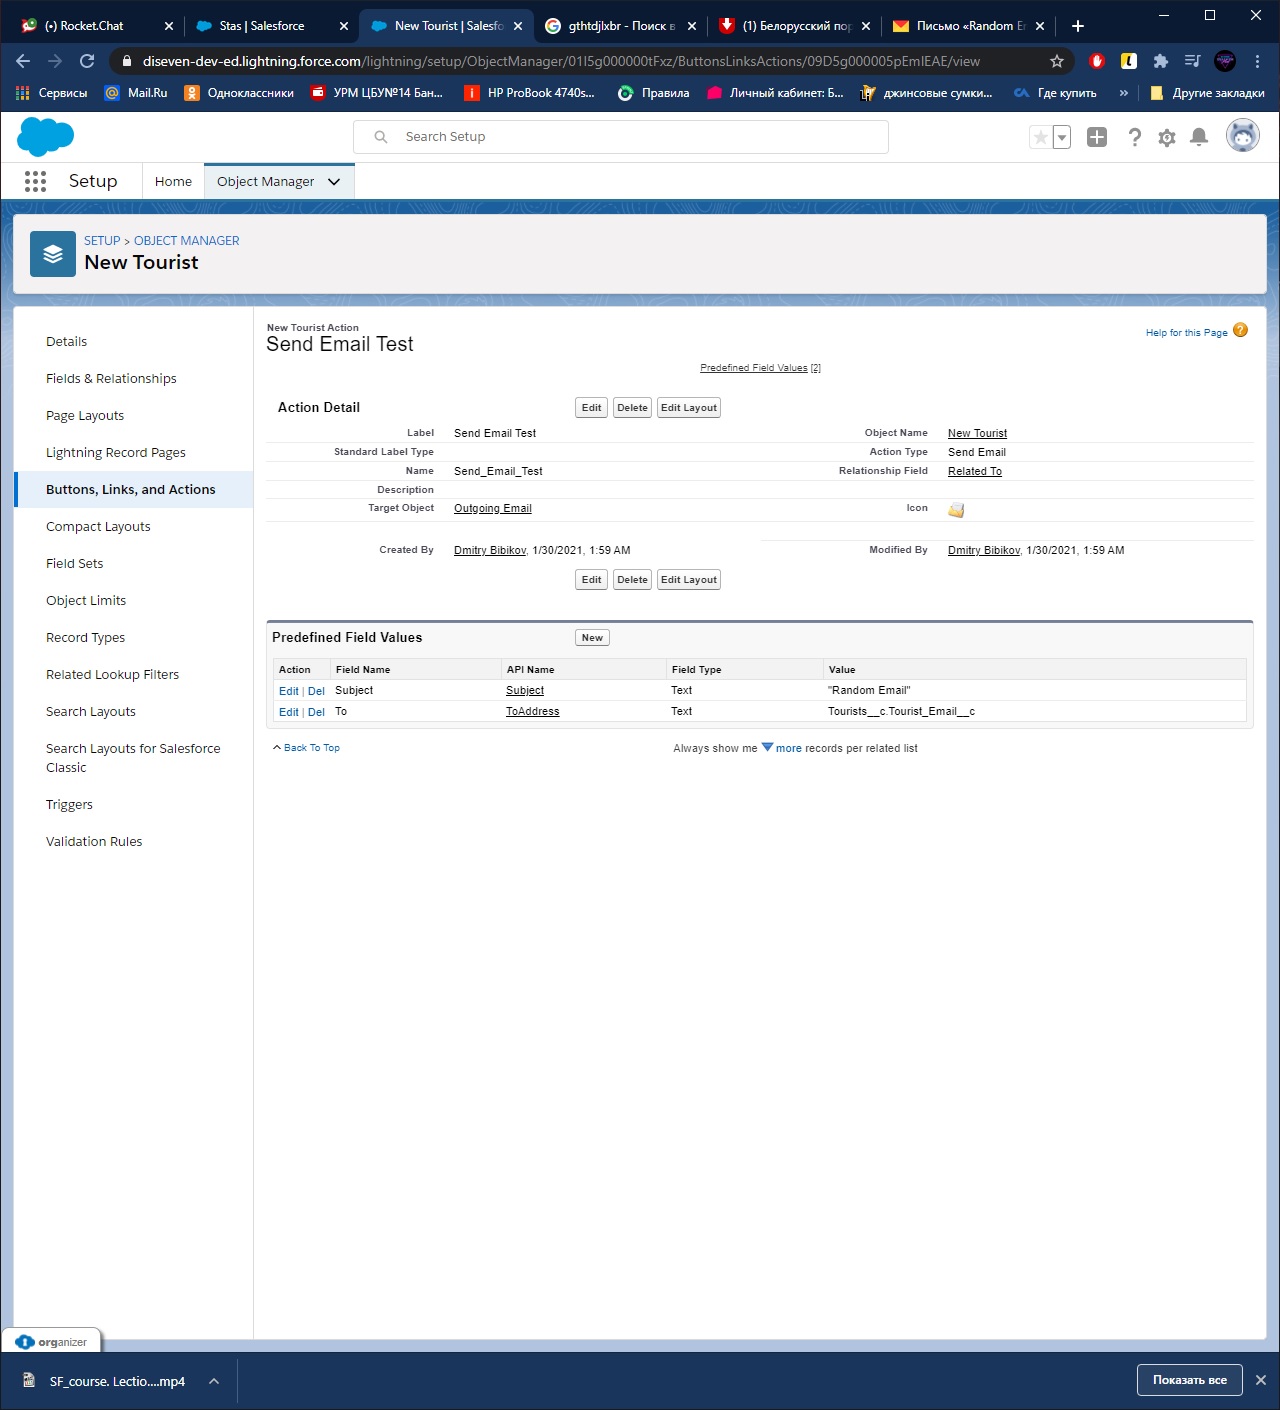 (•) Rocket.Chat
Stas | Salesforce
New Tourist | Salesfo
gthtdjlxbr - Поиск в
(1) Белорусский пор
Письмо «Random Er
diseven-dev-ed.lightning.force.com/lightning/setup/ObjectManager/01I5g000000tFxz/ButtonsLinksActions/09D5g000005pEmIEAE/view
Сервисы
Mail.Ru
Одноклассники
УРМ ЦБУ№14 Бан...
HP ProBook 4740s...
Правила
Личный кабинет: Б...
джинсовые сумки...
Где купить
»
Другие закладки
Search Setup
Setup
Home
Object Manager
SETUP > OBJECT MANAGER
New Tourist
Details
Fields & Relationships
Page Layouts
Lightning Record Pages
Buttons, Links, and Actions
Compact Layouts
Field Sets
Object Limits
Record Types
Related Lookup Filters
Search Layouts
Search Layouts for Salesforce
Classic
Triggers
Validation Rules
New Tourist Action
Send Email Test
Help for this Page ?
Predefined Field Values [2]
Action Detail
Edit Delete Edit Layout
Label Send Email Test Object Name New Tourist
Standard Label Type Action Type Send Email
Name Send_Email_Test Relationship Field Related To
Description
Target Object Outgoing Email Icon
Created By Dmitry Bibikov, 1/30/2021, 1:59 AM Modified By Dmitry Bibikov, 1/30/2021, 1:59 AM
Edit Delete Edit Layout
Predefined Field Values New
Action Field Name API Name Field Type Value
Edit | Del Subject Subject Text "Random Email"
Edit | Del To ToAddress Text Tourists__c.Tourist_Email__c
Back To Top
Always show me more records per related list
organizer
SF_course. Lectio....mp4
Показать все